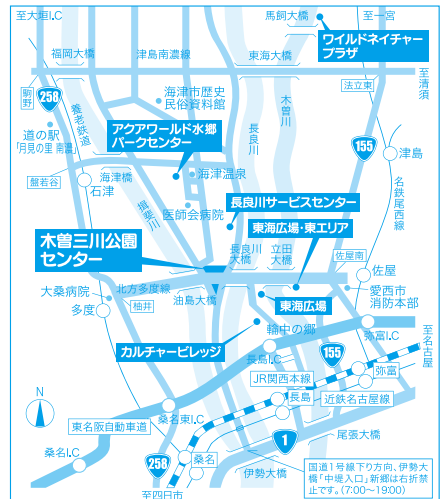 至大垣I.C
馬飼大橋
至一宮
ワイルドネイチャー
プラザ
福岡大橋
津島南濃線
東海大橋
至清須
駒野
258
養老鉄道
海津市歴史
民俗資料館
木曽川
法立東
道の駅
「月見の里 南濃」
アクアワールド水郷
パークセンター
長良川
155
津島
盤若谷
海津橋
海津温泉
石津
揖斐川
医師会病院
名鉄尾西線
長良川サービスセンター
東海広場・東エリア
木曽三川公園
センター
長良川
大橋
立田
大橋
佐屋南
佐屋
大桑病院
北方多度線
柚井
油島大橋
東海広場
愛西市
消防本部
多度
輪中の郷
カルチャービレッジ
弥富I.C
至名古屋
長島I.C
155
JR関西本線
弥富
N
長島
近鉄名古屋線
東名阪自動車道
桑名東I.C
1
尾張大橋
桑名I.C
258
桑名
伊勢大橋
至四日市
国道1号線下り方向、伊勢大
橋「中堤入口」新郷は右折禁
止です。(7:00〜19:00)